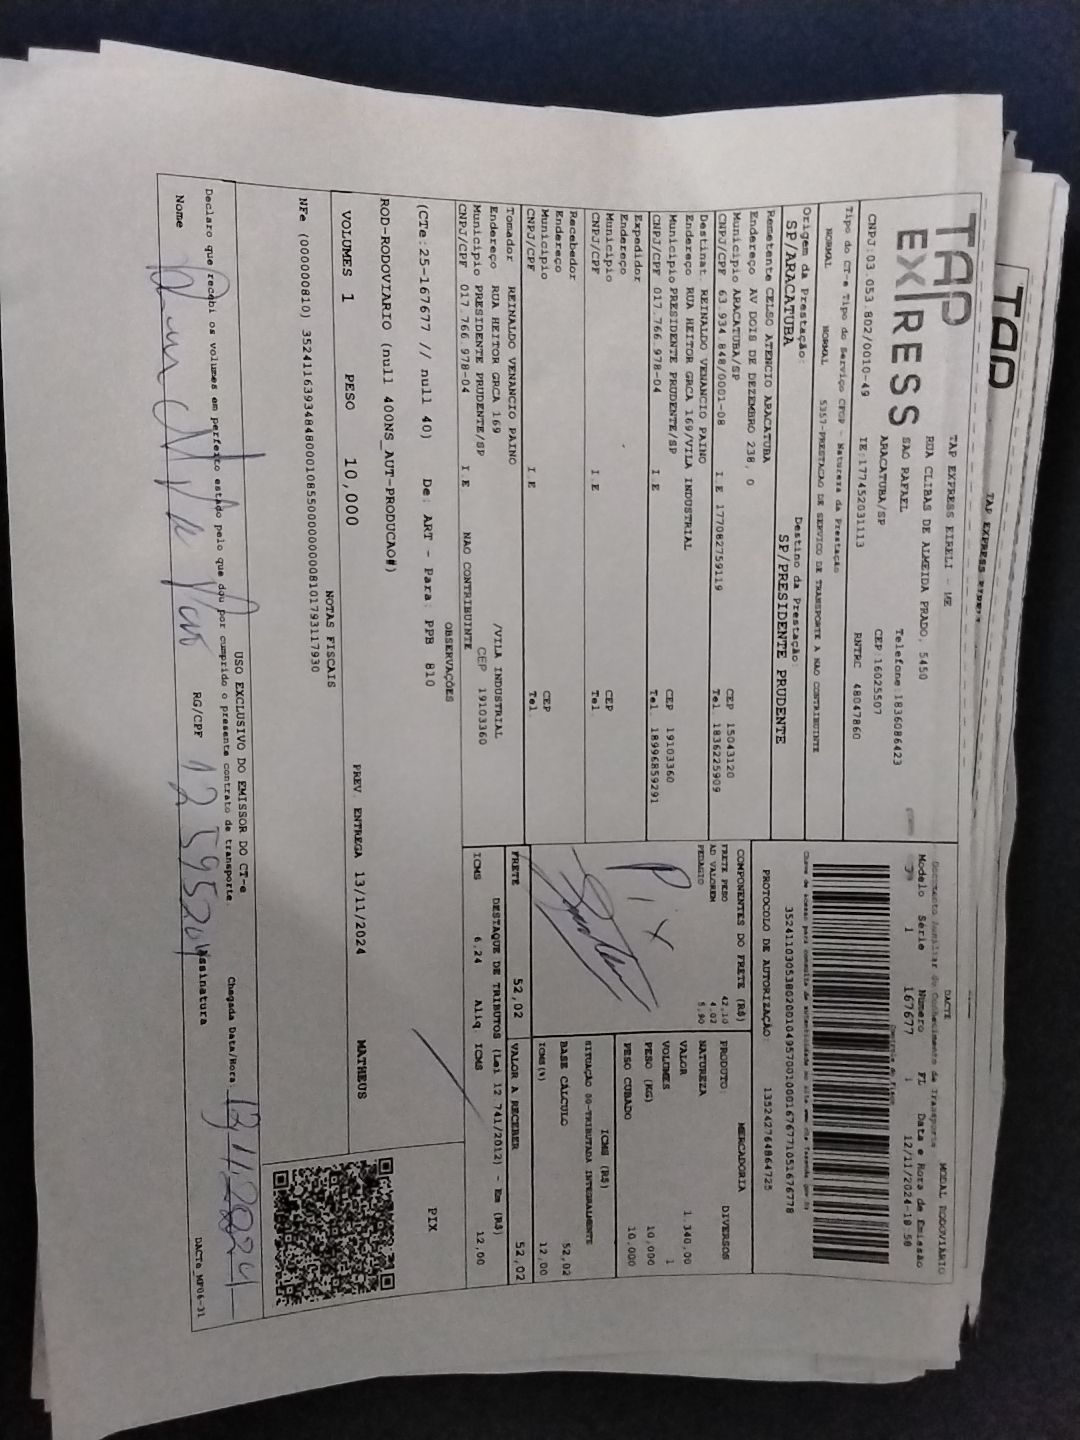 TAP
EXPRESS
TAP EXPRESS EIRELI - ME
RUA CLIBAS DE ALMEIDA PRADO, 5450
SAO RAFAEL
ARACATUBA/SP
Telefone:1836086423
CEP:16025507
CNPJ:03.053.802/0010-49
IE:177452031113
RNTRC 48047860
Tipo do CT-e Tipo do Serviço CFOP - Natureza da Prestação
NORMAL NORMAL 5357-PRESTACAO DE SERVICO DE TRANSPORTE A NAO CONTRIBUINTE
Origem da Prestação:
SP/ARACATUBA
Destino da Prestação:
SP/PRESIDENTE PRUDENTE
Remetente CELSO ATENCIO ARACATUBA
Endereço AV DOIS DE DEZEMBRO 238, 0
Município ARACATUBA/SP CEP 15043120
CNPJ/CPF 63.934.848/0001-08 I.E 177082759119 Tel. 1836225909
Destinat REINALDO VENANCIO PAINO
Endereço RUA HEITOR GRCA 169/VILA INDUSTRIAL
Município PRESIDENTE PRUDENTE/SP CEP 19103360
CNPJ/CPF 017.766.978-04 I.E Tel. 18996859291
Expedidor
Endereço
Município CEP
CNPJ/CPF I.E Tel.
Recebedor
Endereço
Município CEP
CNPJ/CPF I.E Tel.
Tomador REINALDO VENANCIO PAINO
Endereço RUA HEITOR GRCA 169 /VILA INDUSTRIAL
Município PRESIDENTE PRUDENTE/SP CEP 19103360
CNPJ/CPF 017.766.978-04 I.E NAO CONTRIBUINTE
DACTE
Documento Auxiliar do Conhecimento de Transporte
MODAL RODOVIÁRIO
Modelo Série Número FL Data e Hora de Emissão
1 167677 12/11/2024-18:58
Controle do Fisco
35241103053802001049570010001676771051676778
PROTOCOLO DE AUTORIZAÇÃO: 135242764864725
COMPONENTES DO FRETE (R$)
FRETE PESO 42,10
AD VALOREM 4,02
PEDAGIO 5,90
Pix
MERCADORIA
PRODUTO: DIVERSOS
NATUREZA
VALOR 1.340,00
VOLUMES 1
PESO (KG) 10,000
PESO CUBADO 10,000
ICMS (R$)
SITUAÇÃO 00-TRIBUTADA INTEGRALMENTE
BASE CÁLCULO 52,02
ICMS(%) 12,00
FRETE 52,02
VALOR A RECEBER 52,02
DESTAQUE DE TRIBUTOS (Lei 12.741/2012) - Em (R$)
ICMS 6,24 Aliq. ICMS 12,00
OBSERVAÇÕES
(CTe:25-167677 // null 40) De: ART - Para: PPB 810
PIX
ROD-RODOVIARIO (null 400NS_AUT-PRODUCAO#)
VOLUMES 1 PESO 10,000 PREV. ENTREGA 13/11/2024 MATHEUS
NOTAS FISCAIS
NFe (000000810) 35241163934848000108550000000008101793117930
USO EXCLUSIVO DO EMISSOR DO CT-e
Declaro que recebi os volumes em perfeito estado pelo que dou por cumprido o presente contrato de transporte.
Chegada Data/Hora:
Nome
RG/CPF
Assinatura
DACTe_MF06-31
TAP
TAP EXPRESS EIRELI